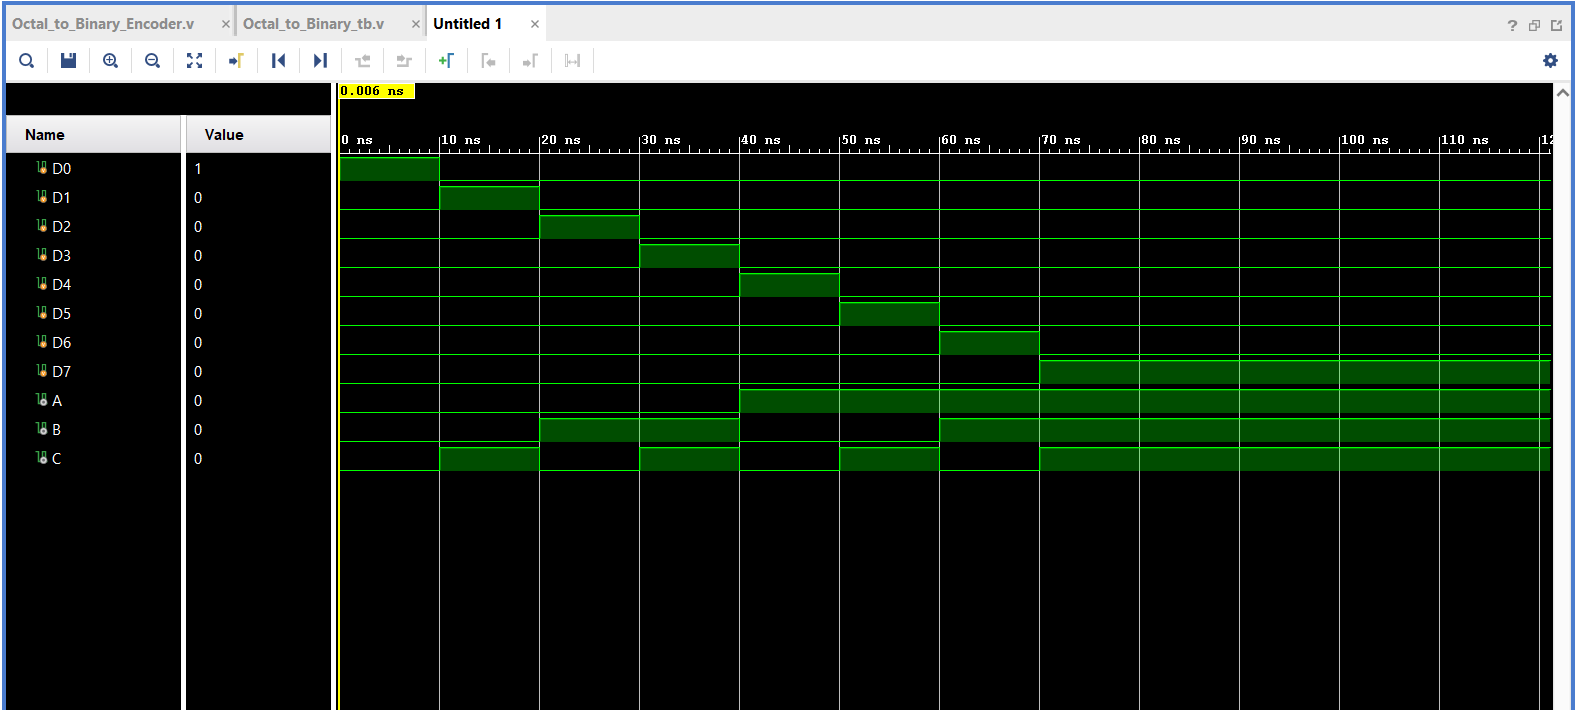 Octal_to_Binary_Encoder.v × Octal_to_Binary_tb.v × Untitled 1 ×
?
0.006 ns
Name Value
0 ns 10 ns 20 ns 30 ns 40 ns 50 ns 60 ns 70 ns 80 ns 90 ns 100 ns 110 ns 12
D0 1
D1 0
D2 0
D3 0
D4 0
D5 0
D6 0
D7 0
A 0
B 0
C 0